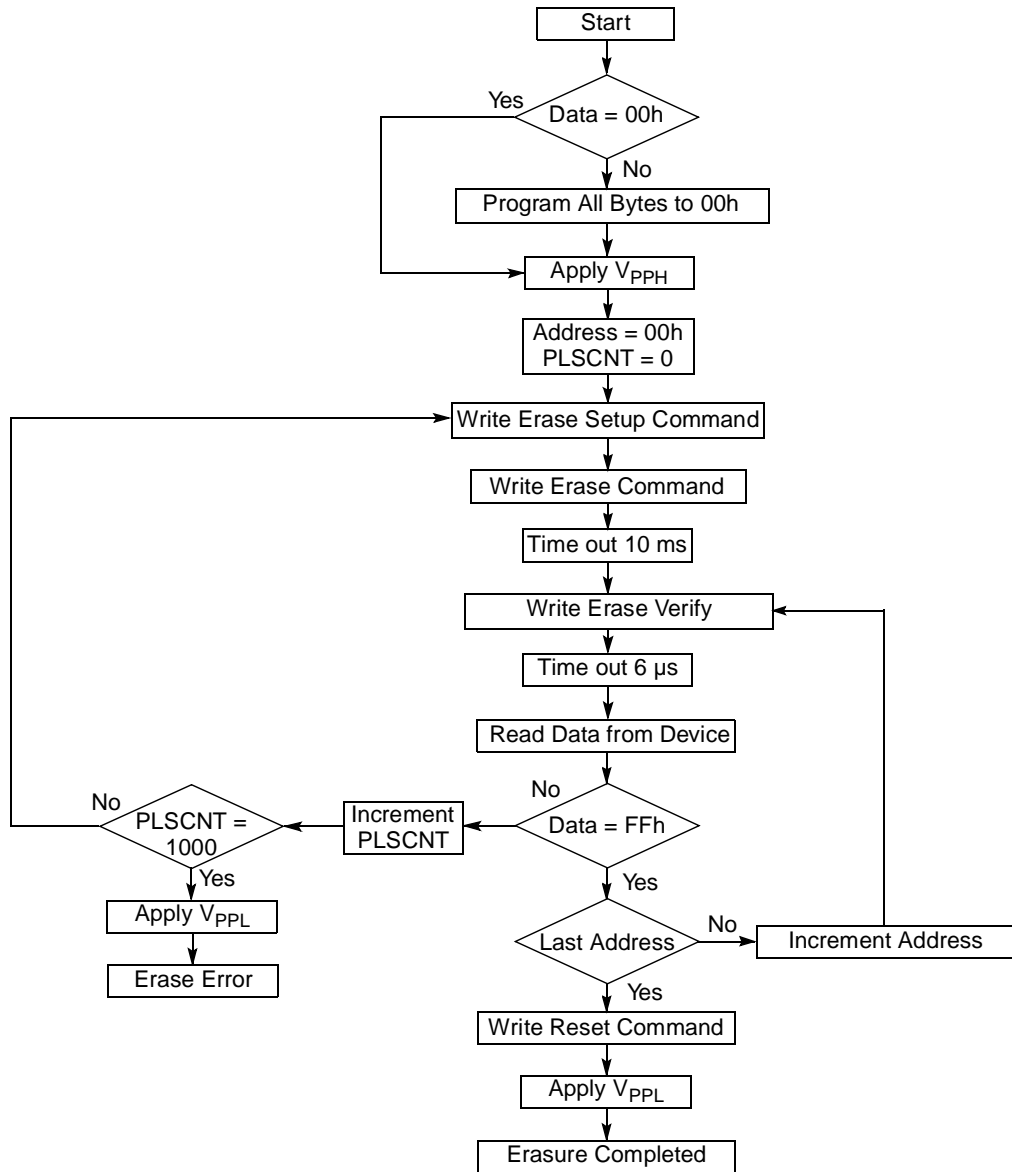 Start
Yes
Data = 00h
No
Program All Bytes to 00h
Apply VPPH
Address = 00h
PLSCNT = 0
Write Erase Setup Command
Write Erase Command
Time out 10 ms
Write Erase Verify
Time out 6 µs
Read Data from Device
No
Data = FFh
Increment
PLSCNT
No
PLSCNT =
1000
Yes
Apply VPPL
Erase Error
Yes
Last Address
No
Increment Address
Yes
Write Reset Command
Apply VPPL
Erasure Completed